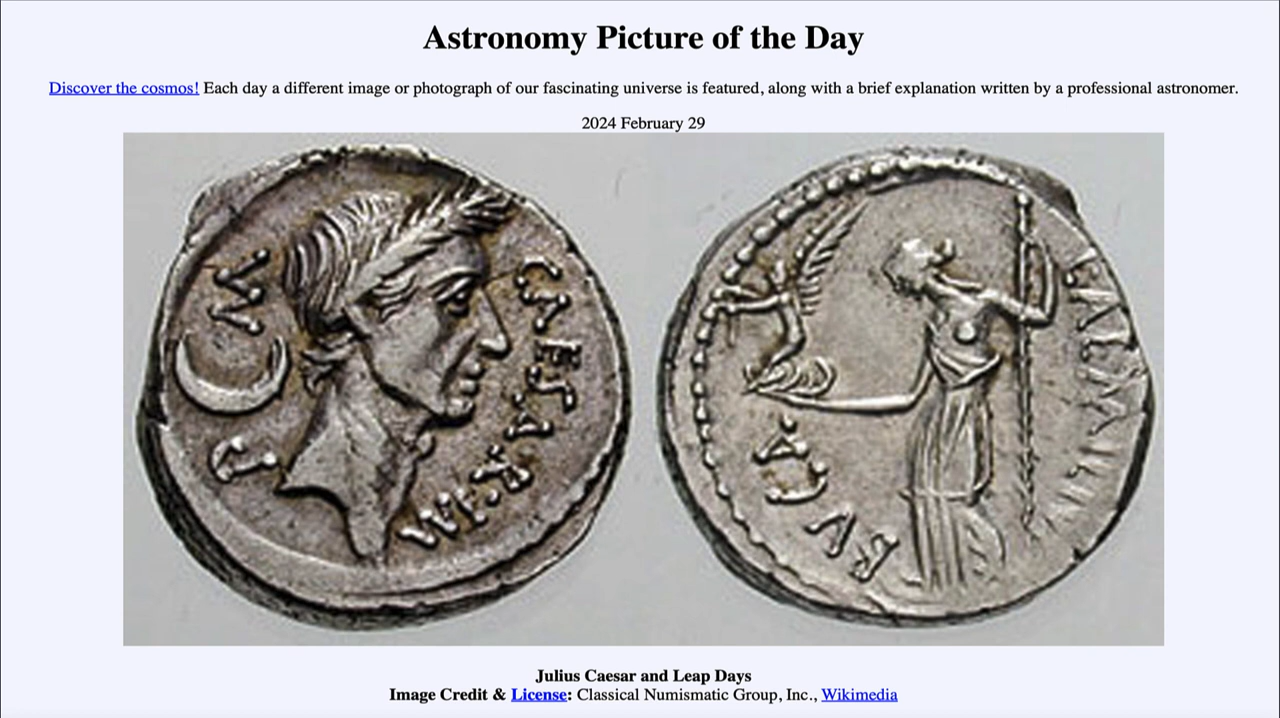 Astronomy Picture of the Day
Discover the cosmos! Each day a different image or photograph of our fascinating universe is featured, along with a brief explanation written by a professional astronomer.
2024 February 29
CAESAR·IM
P
M
BVCA
L·AEMILIVS
Julius Caesar and Leap Days
Image Credit & License: Classical Numismatic Group, Inc., Wikimedia